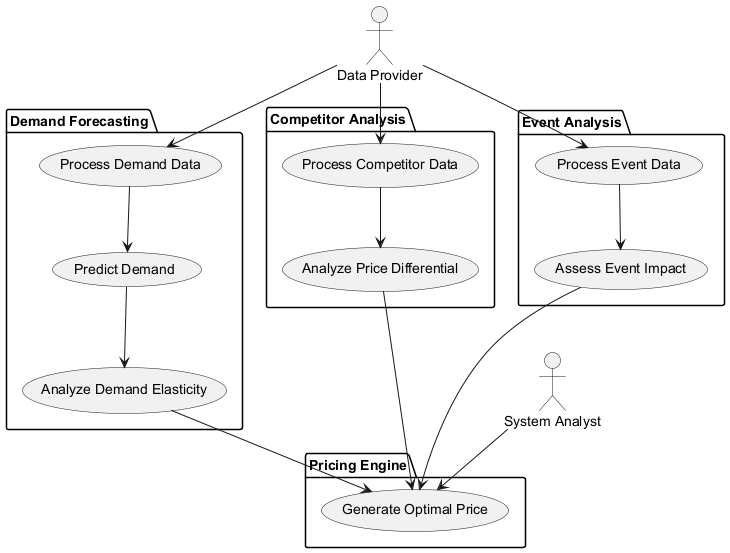 Data Provider
Demand Forecasting
Competitor Analysis
Event Analysis
Process Demand Data
Process Competitor Data
Process Event Data
Predict Demand
Analyze Price Differential
Assess Event Impact
Analyze Demand Elasticity
System Analyst
Pricing Engine
Generate Optimal Price